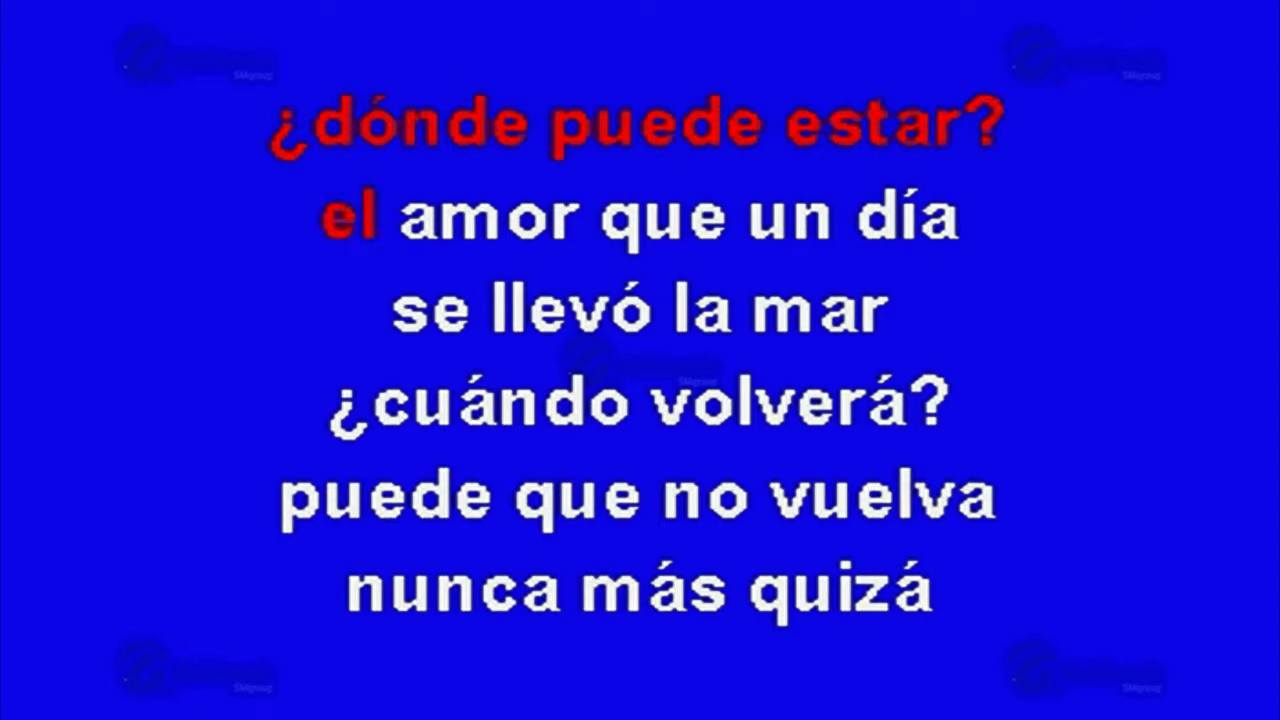 ¿dónde puede estar?
el amor que un día
se llevó la mar
¿cuándo volverá?
puede que no vuelva
nunca más quizá